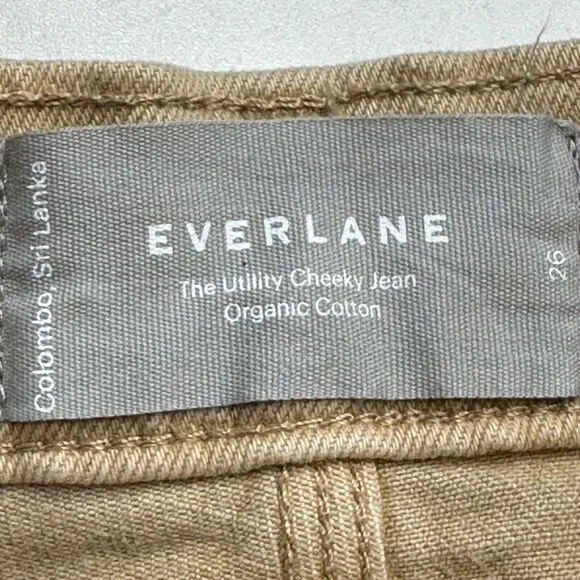 EVERLANE
The Utility Cheeky Jean
Organic Cotton
Colombo, Sri Lanka
26